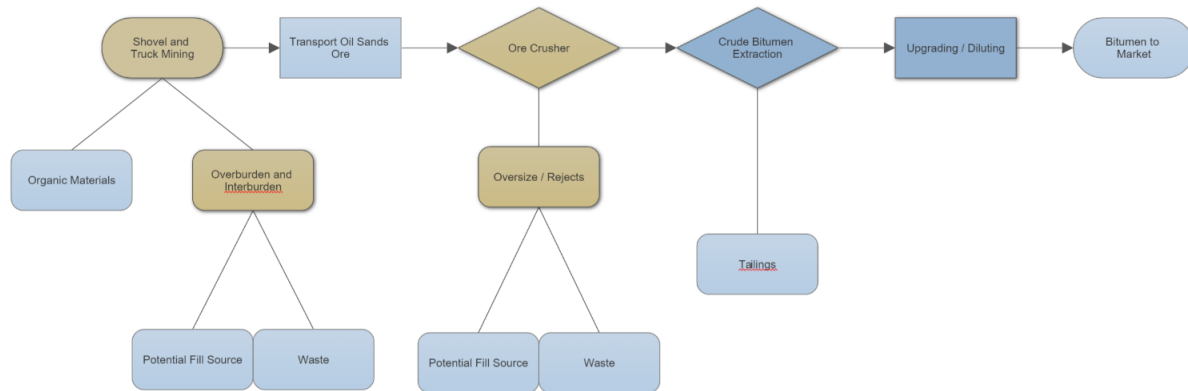 Shovel and
Truck Mining
Transport Oil Sands
Ore
Ore Crusher
Crude Bitumen
Extraction
Upgrading / Diluting
Bitumen to
Market
Organic Materials
Overburden and
Interburden
Oversize / Rejects
Tailings
Potential Fill Source
Waste
Potential Fill Source
Waste